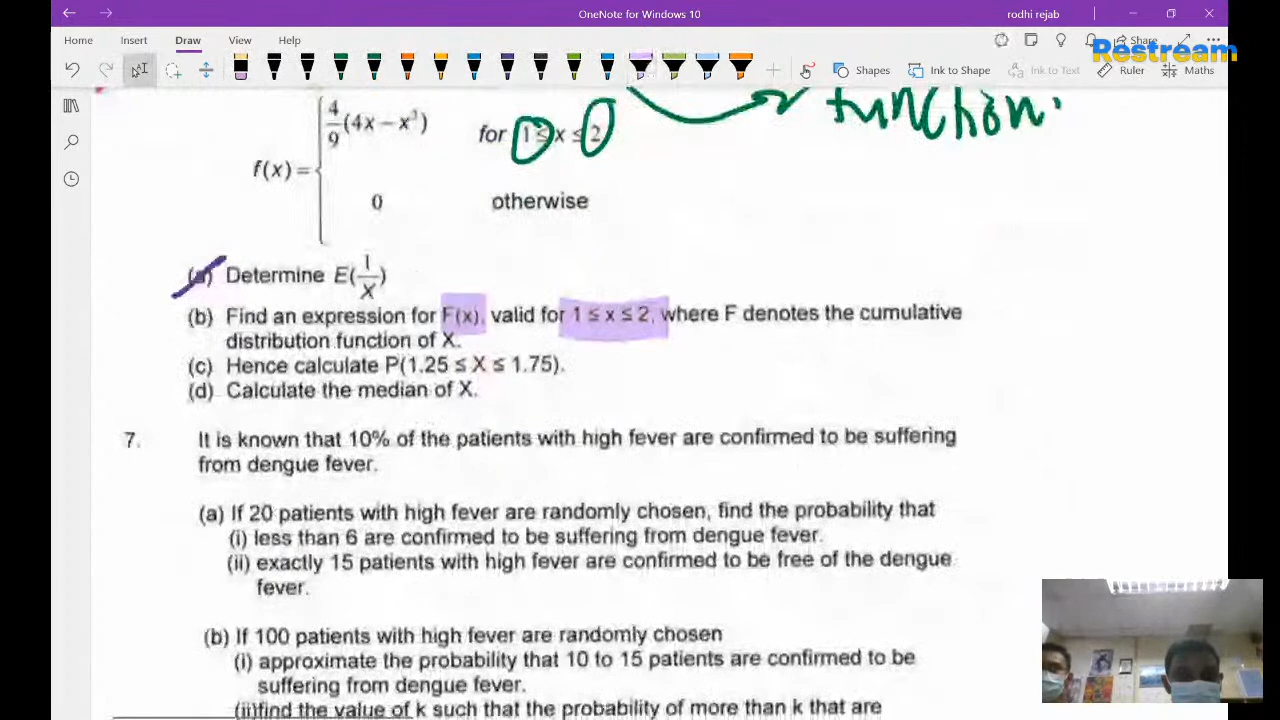 OneNote for Windows 10
rodhi rejab
Home Insert Draw View Help
Share
Restream
Shapes Ink to Shape Ink to Text Ruler Maths
function
f(x) = 4/9 (4x – x²) for 1 ≤ x ≤ 2
0 otherwise
(a) Determine E(1/X)
(b) Find an expression for F(x), valid for 1 ≤ x ≤ 2, where F denotes the cumulative
distribution function of X.
(c) Hence calculate P(1.25 ≤ X ≤ 1.75).
(d) Calculate the median of X.
7. It is known that 10% of the patients with high fever are confirmed to be suffering
from dengue fever.
(a) If 20 patients with high fever are randomly chosen, find the probability that
(i) less than 6 are confirmed to be suffering from dengue fever.
(ii) exactly 15 patients with high fever are confirmed to be free of the dengue
fever.
(b) If 100 patients with high fever are randomly chosen
(i) approximate the probability that 10 to 15 patients are confirmed to be
suffering from dengue fever.
(ii)find the value of k such that the probability of more than k that are